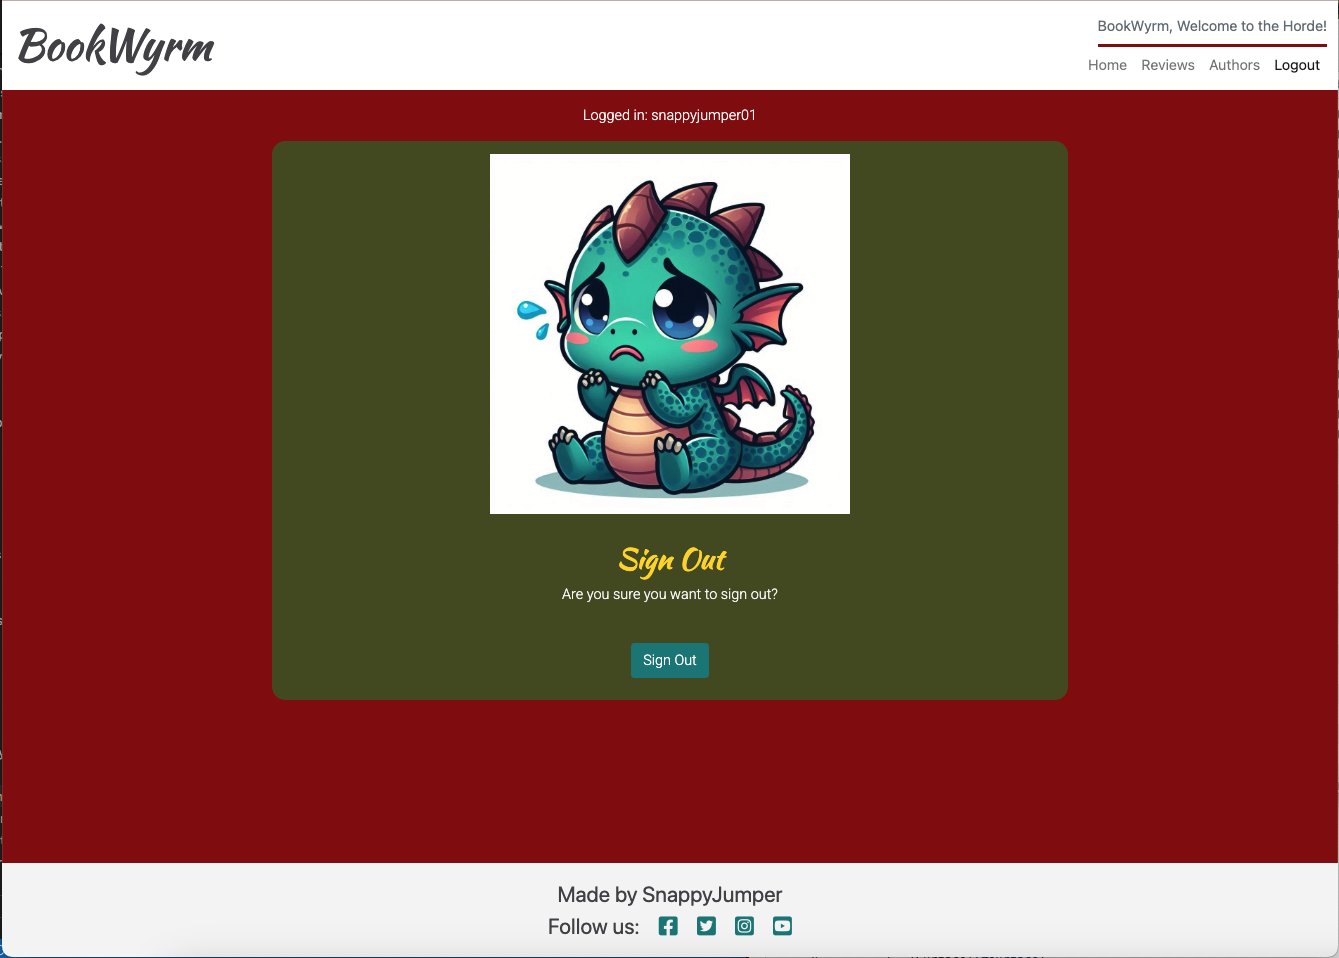 BookWyrm
BookWyrm, Welcome to the Horde!
Home Reviews Authors Logout
Logged in: snappyjumper01
Sign Out
Are you sure you want to sign out?
Sign Out
Made by SnappyJumper
Follow us: